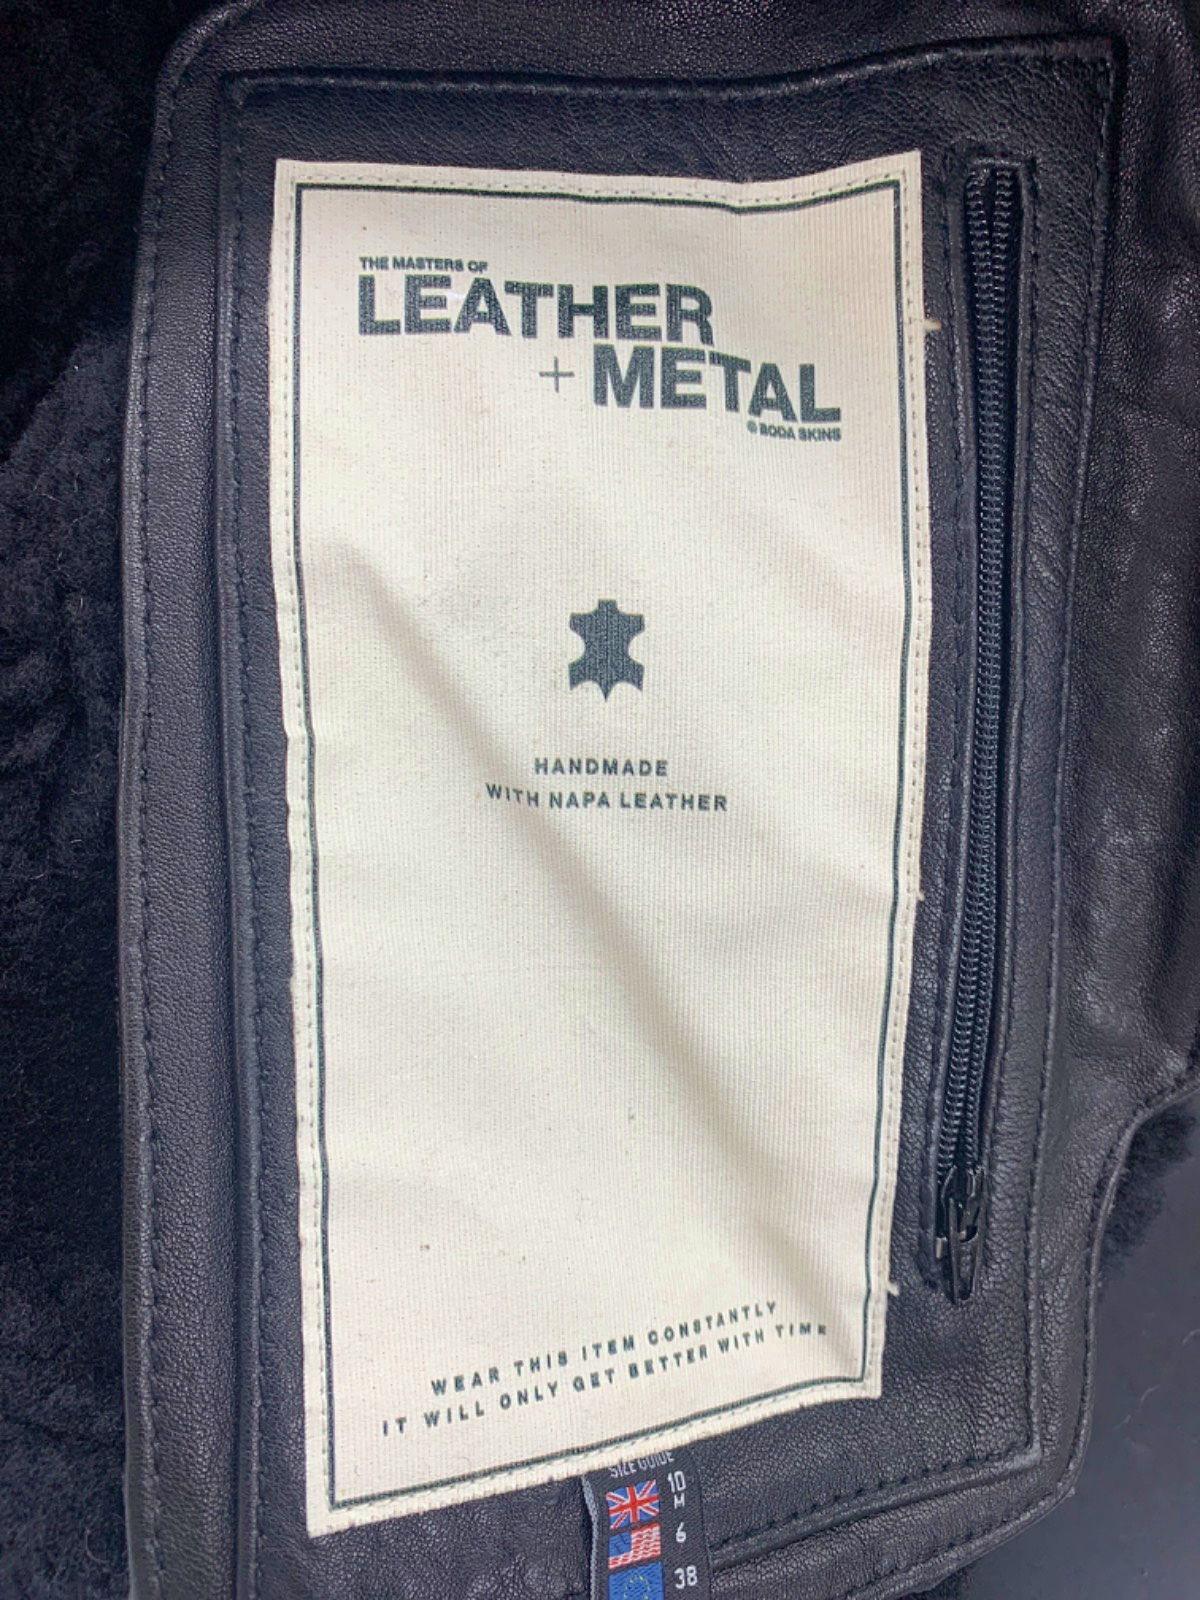 THE MASTERS OF
LEATHER
+ METAL
© BODA SKINS
HANDMADE
WITH NAPA LEATHER
WEAR THIS ITEM CONSTANTLY
IT WILL ONLY GET BETTER WITH TIME
SIZE GUIDE
10
M
6
38